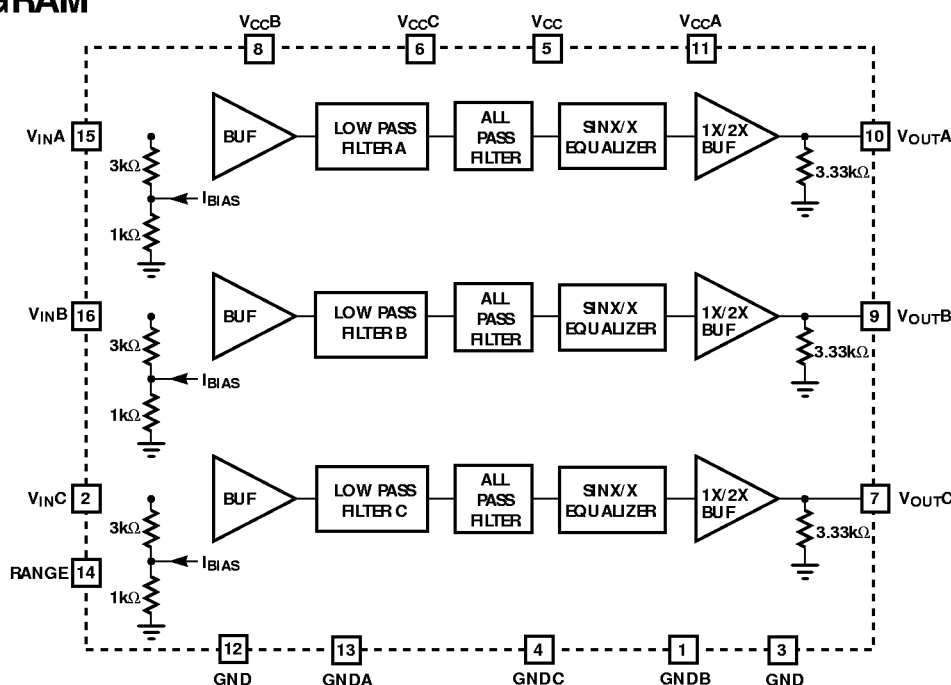 GRAM
VCCB VCCC VCC VCCA
8 6 5 11
VINA 15
3kΩ
IBIAS
1kΩ
BUF
LOW PASS
FILTER A
ALL
PASS
FILTER
SINX/X
EQUALIZER
1X/2X
BUF
3.33kΩ
10 VOUTA
VINB 16
3kΩ
IBIAS
1kΩ
BUF
LOW PASS
FILTER B
ALL
PASS
FILTER
SINX/X
EQUALIZER
1X/2X
BUF
3.33kΩ
9 VOUTB
VINC 2
3kΩ
RANGE 14
IBIAS
1kΩ
BUF
LOW PASS
FILTER C
ALL
PASS
FILTER
SINX/X
EQUALIZER
1X/2X
BUF
3.33kΩ
7 VOUTC
12 13 4 1 3
GND GNDA GNDC GNDB GND